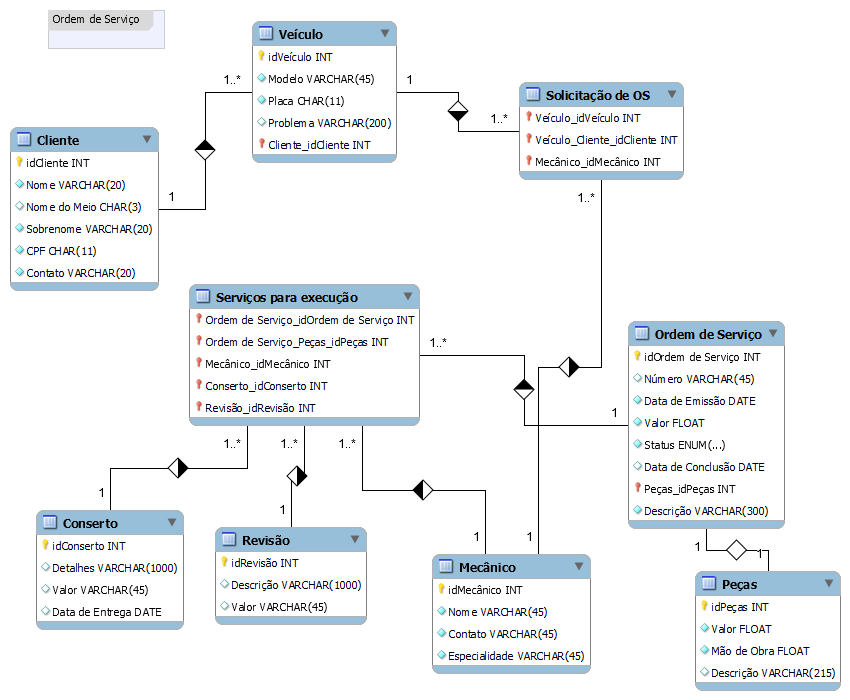 Ordem de Serviço
Veículo
idVeículo INT
Modelo VARCHAR(45)
Placa CHAR(11)
Problema VARCHAR(200)
Cliente_idCliente INT
1..*
1
1..*
Solicitação de OS
Veículo_idVeículo INT
Veículo_Cliente_idCliente INT
Mecânico_idMecânico INT
1..*
Cliente
idCliente INT
Nome VARCHAR(20)
Nome do Meio CHAR(3)
Sobrenome VARCHAR(20)
CPF CHAR(11)
Contato VARCHAR(20)
1
Serviços para execução
Ordem de Serviço_idOrdem de Serviço INT
Ordem de Serviço_Peças_idPeças INT
Mecânico_idMecânico INT
Conserto_idConserto INT
Revisão_idRevisão INT
1..*
1
1..*
1..*
1..*
Ordem de Serviço
idOrdem de Serviço INT
Número VARCHAR(45)
Data de Emissão DATE
Valor FLOAT
Status ENUM(...)
Data de Conclusão DATE
Peças_idPeças INT
Descrição VARCHAR(300)
1
1
1
1
1
1
Conserto
idConserto INT
Detalhes VARCHAR(1000)
Valor VARCHAR(45)
Data de Entrega DATE
Revisão
idRevisão INT
Descrição VARCHAR(1000)
Valor VARCHAR(45)
Mecânico
idMecânico INT
Nome VARCHAR(45)
Contato VARCHAR(45)
Especialidade VARCHAR(45)
Peças
idPeças INT
Valor FLOAT
Mão de Obra FLOAT
Descrição VARCHAR(215)